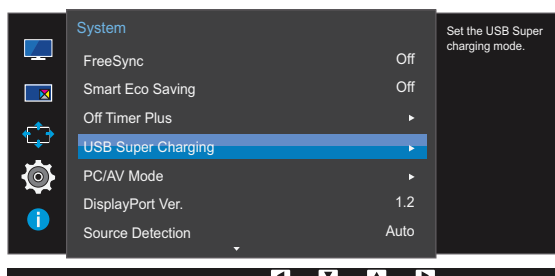 System
Set the USB Super
charging mode.
FreeSync Off
Smart Eco Saving Off
Off Timer Plus
USB Super Charging
PC/AV Mode
DisplayPort Ver. 1.2
Source Detection Auto